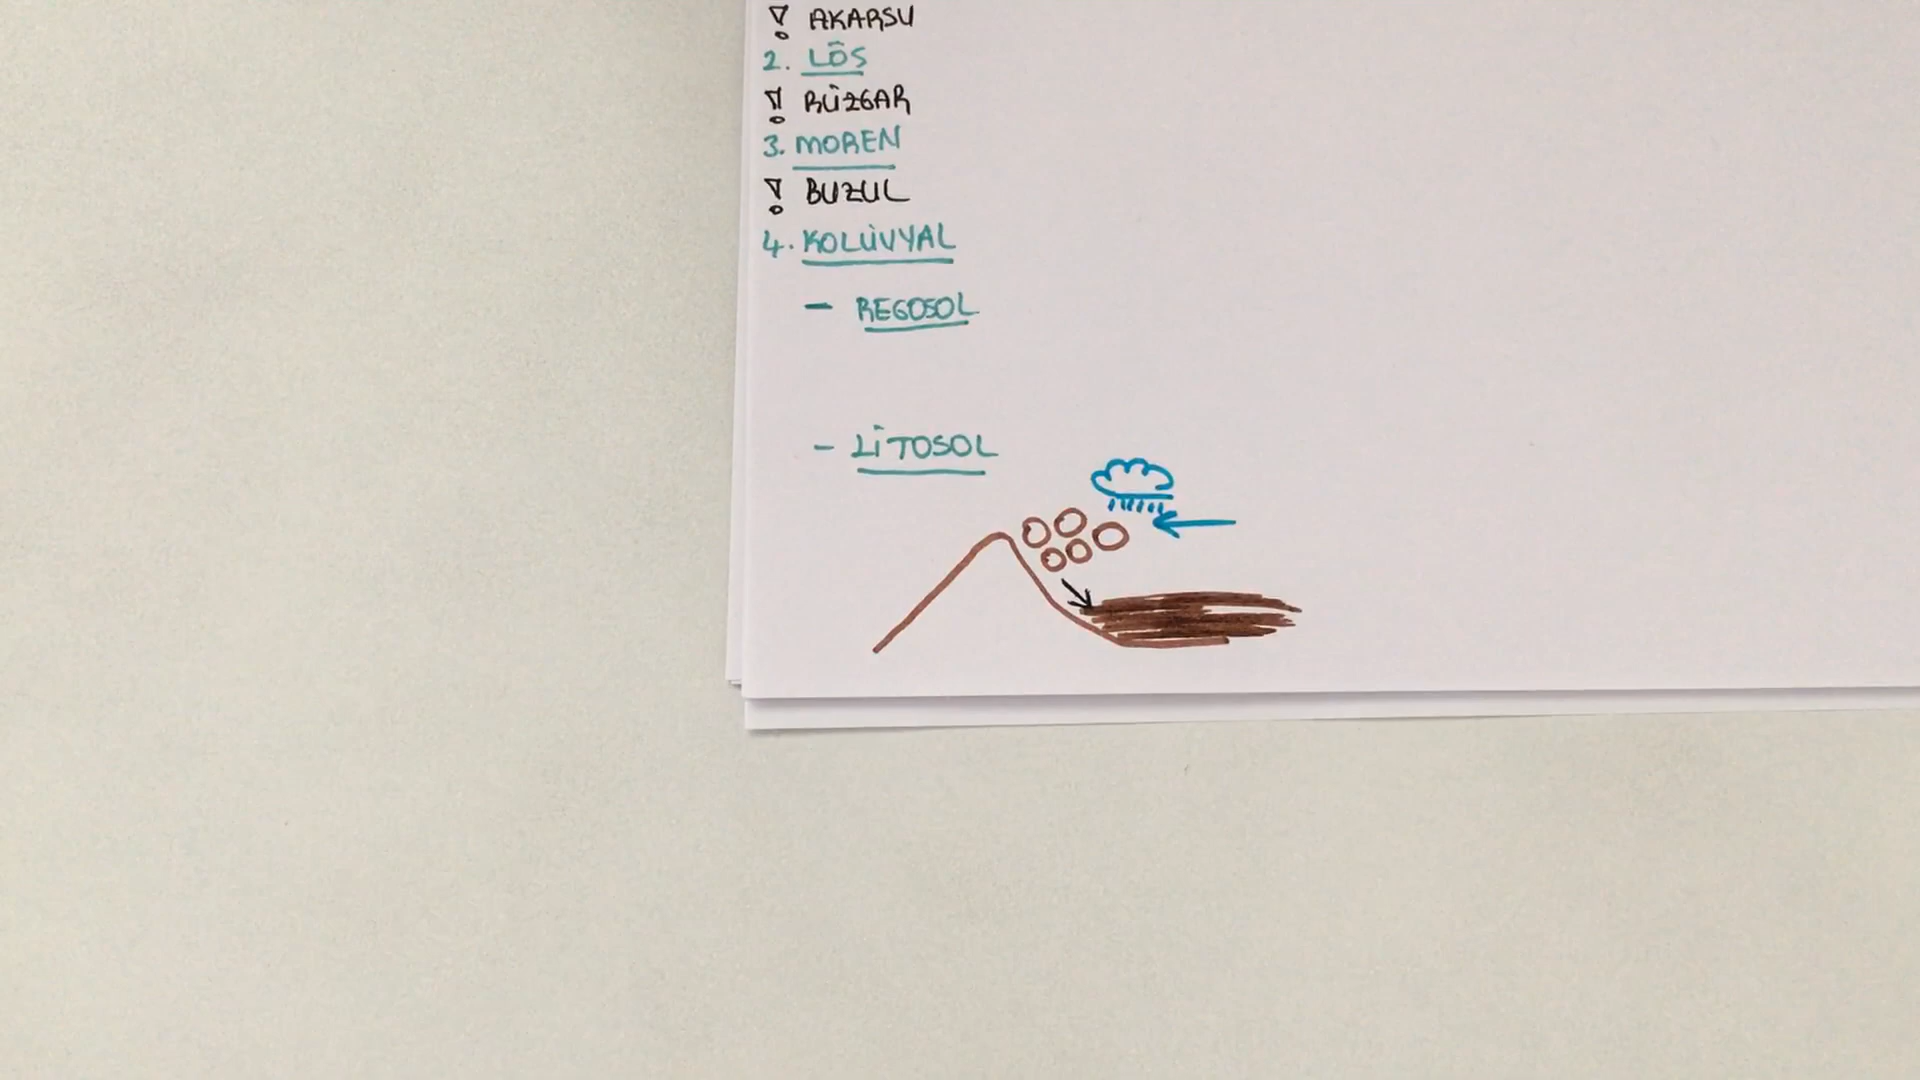 ! AKARSU
2. LÖS
! RÜZGAR
3. MOREN
! BUZUL
4. KOLÜVYAL
- REGOSOL
- LİTOSOL